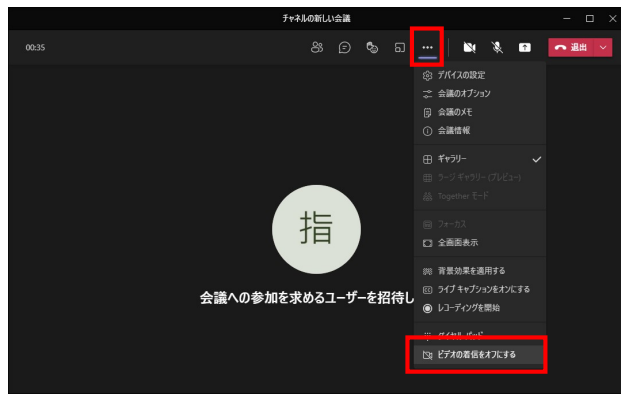 チャネルの新しい会議
00:35
退出
デバイスの設定
会議のオプション
会議のメモ
会議情報
ギャラリー
ラージ ギャラリー (プレビュー)
Together モード
フォーカス
全画面表示
背景効果を適用する
ライブ キャプションをオンにする
レコーディングを開始
ダイヤル パッド
ビデオの着信をオフにする
指
会議への参加を求めるユーザーを招待し